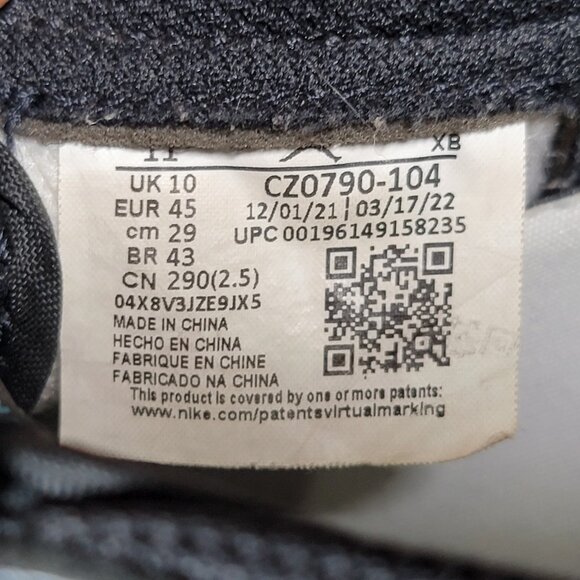 11
XB
UK 10
CZ0790-104
EUR 45
12/01/21 | 03/17/22
cm 29
UPC 00196149158235
BR 43
CN 290(2.5)
04X8V3JZE9JX5
MADE IN CHINA
HECHO EN CHINA
FABRIQUE EN CHINE
FABRICADO NA CHINA
This product is covered by one or more patents:
www.nike.com/patentsvirtualmarking